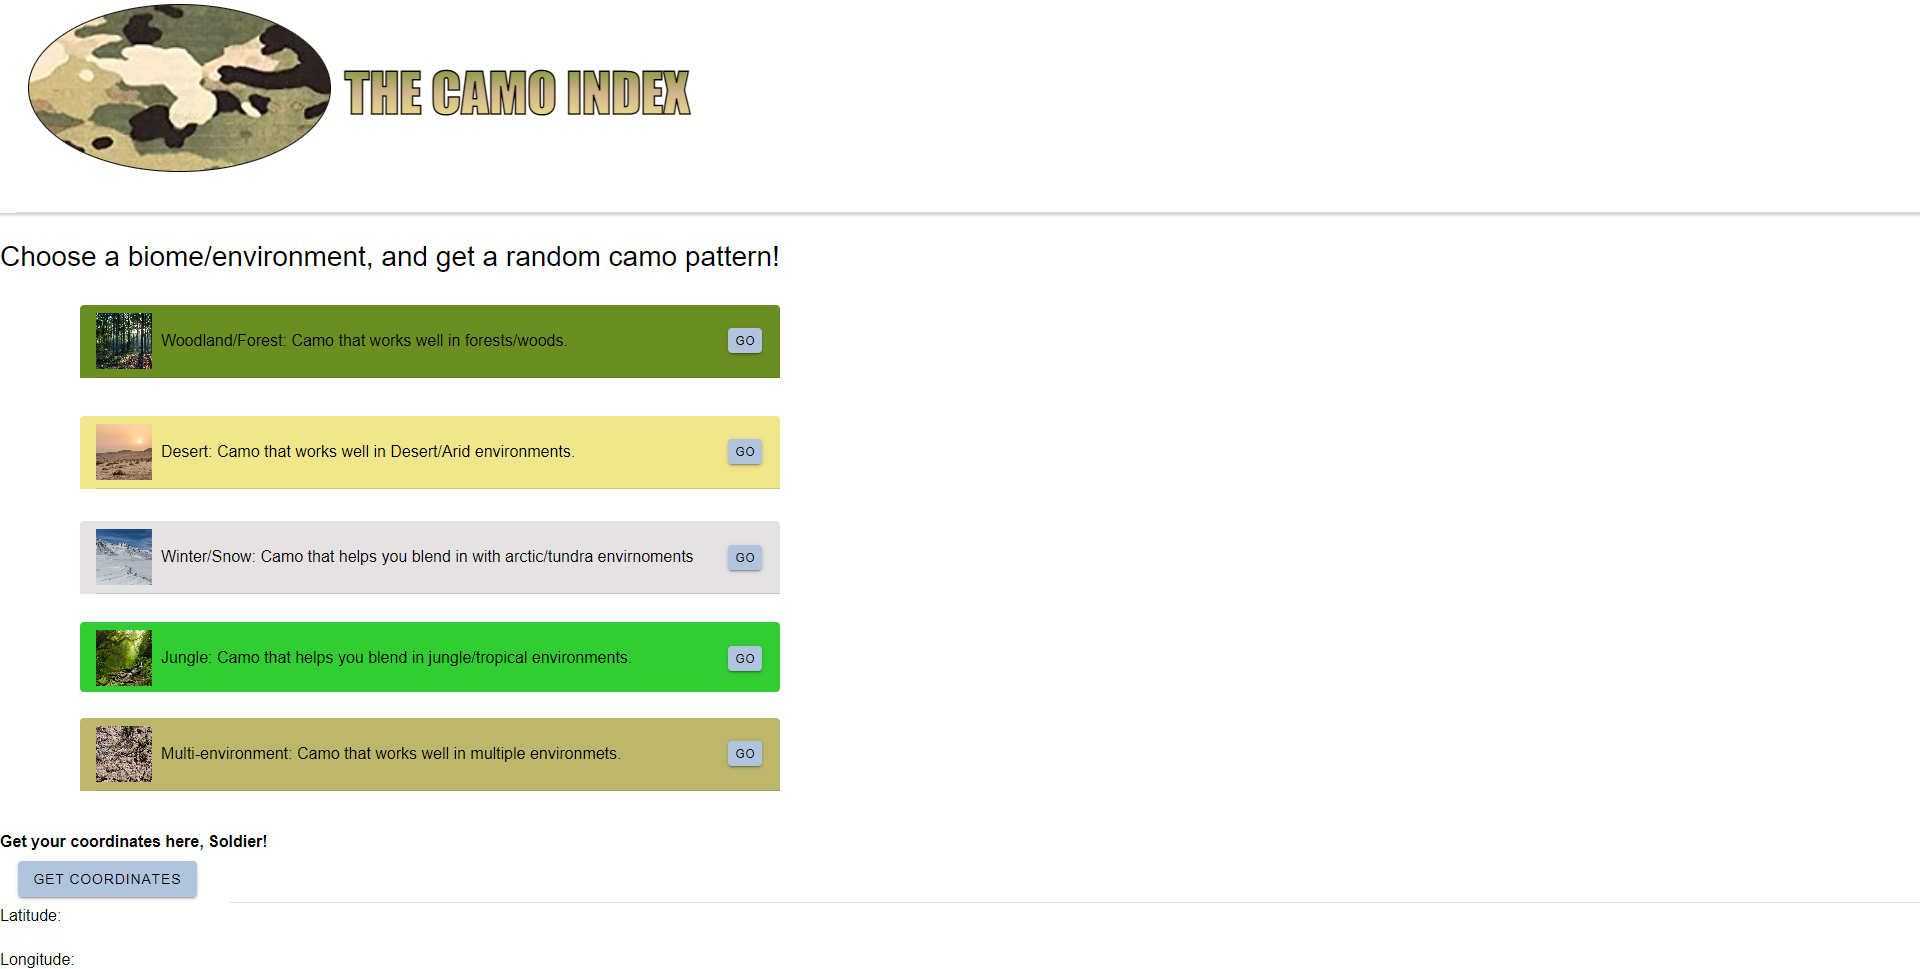 THE CAMO INDEX
Choose a biome/environment, and get a random camo pattern!
Woodland/Forest: Camo that works well in forests/woods.
GO
Desert: Camo that works well in Desert/Arid environments.
GO
Winter/Snow: Camo that helps you blend in with arctic/tundra envirnoments
GO
Jungle: Camo that helps you blend in jungle/tropical environments.
GO
Multi-environment: Camo that works well in multiple environmets.
GO
Get your coordinates here, Soldier!
GET COORDINATES
Latitude:
Longitude: